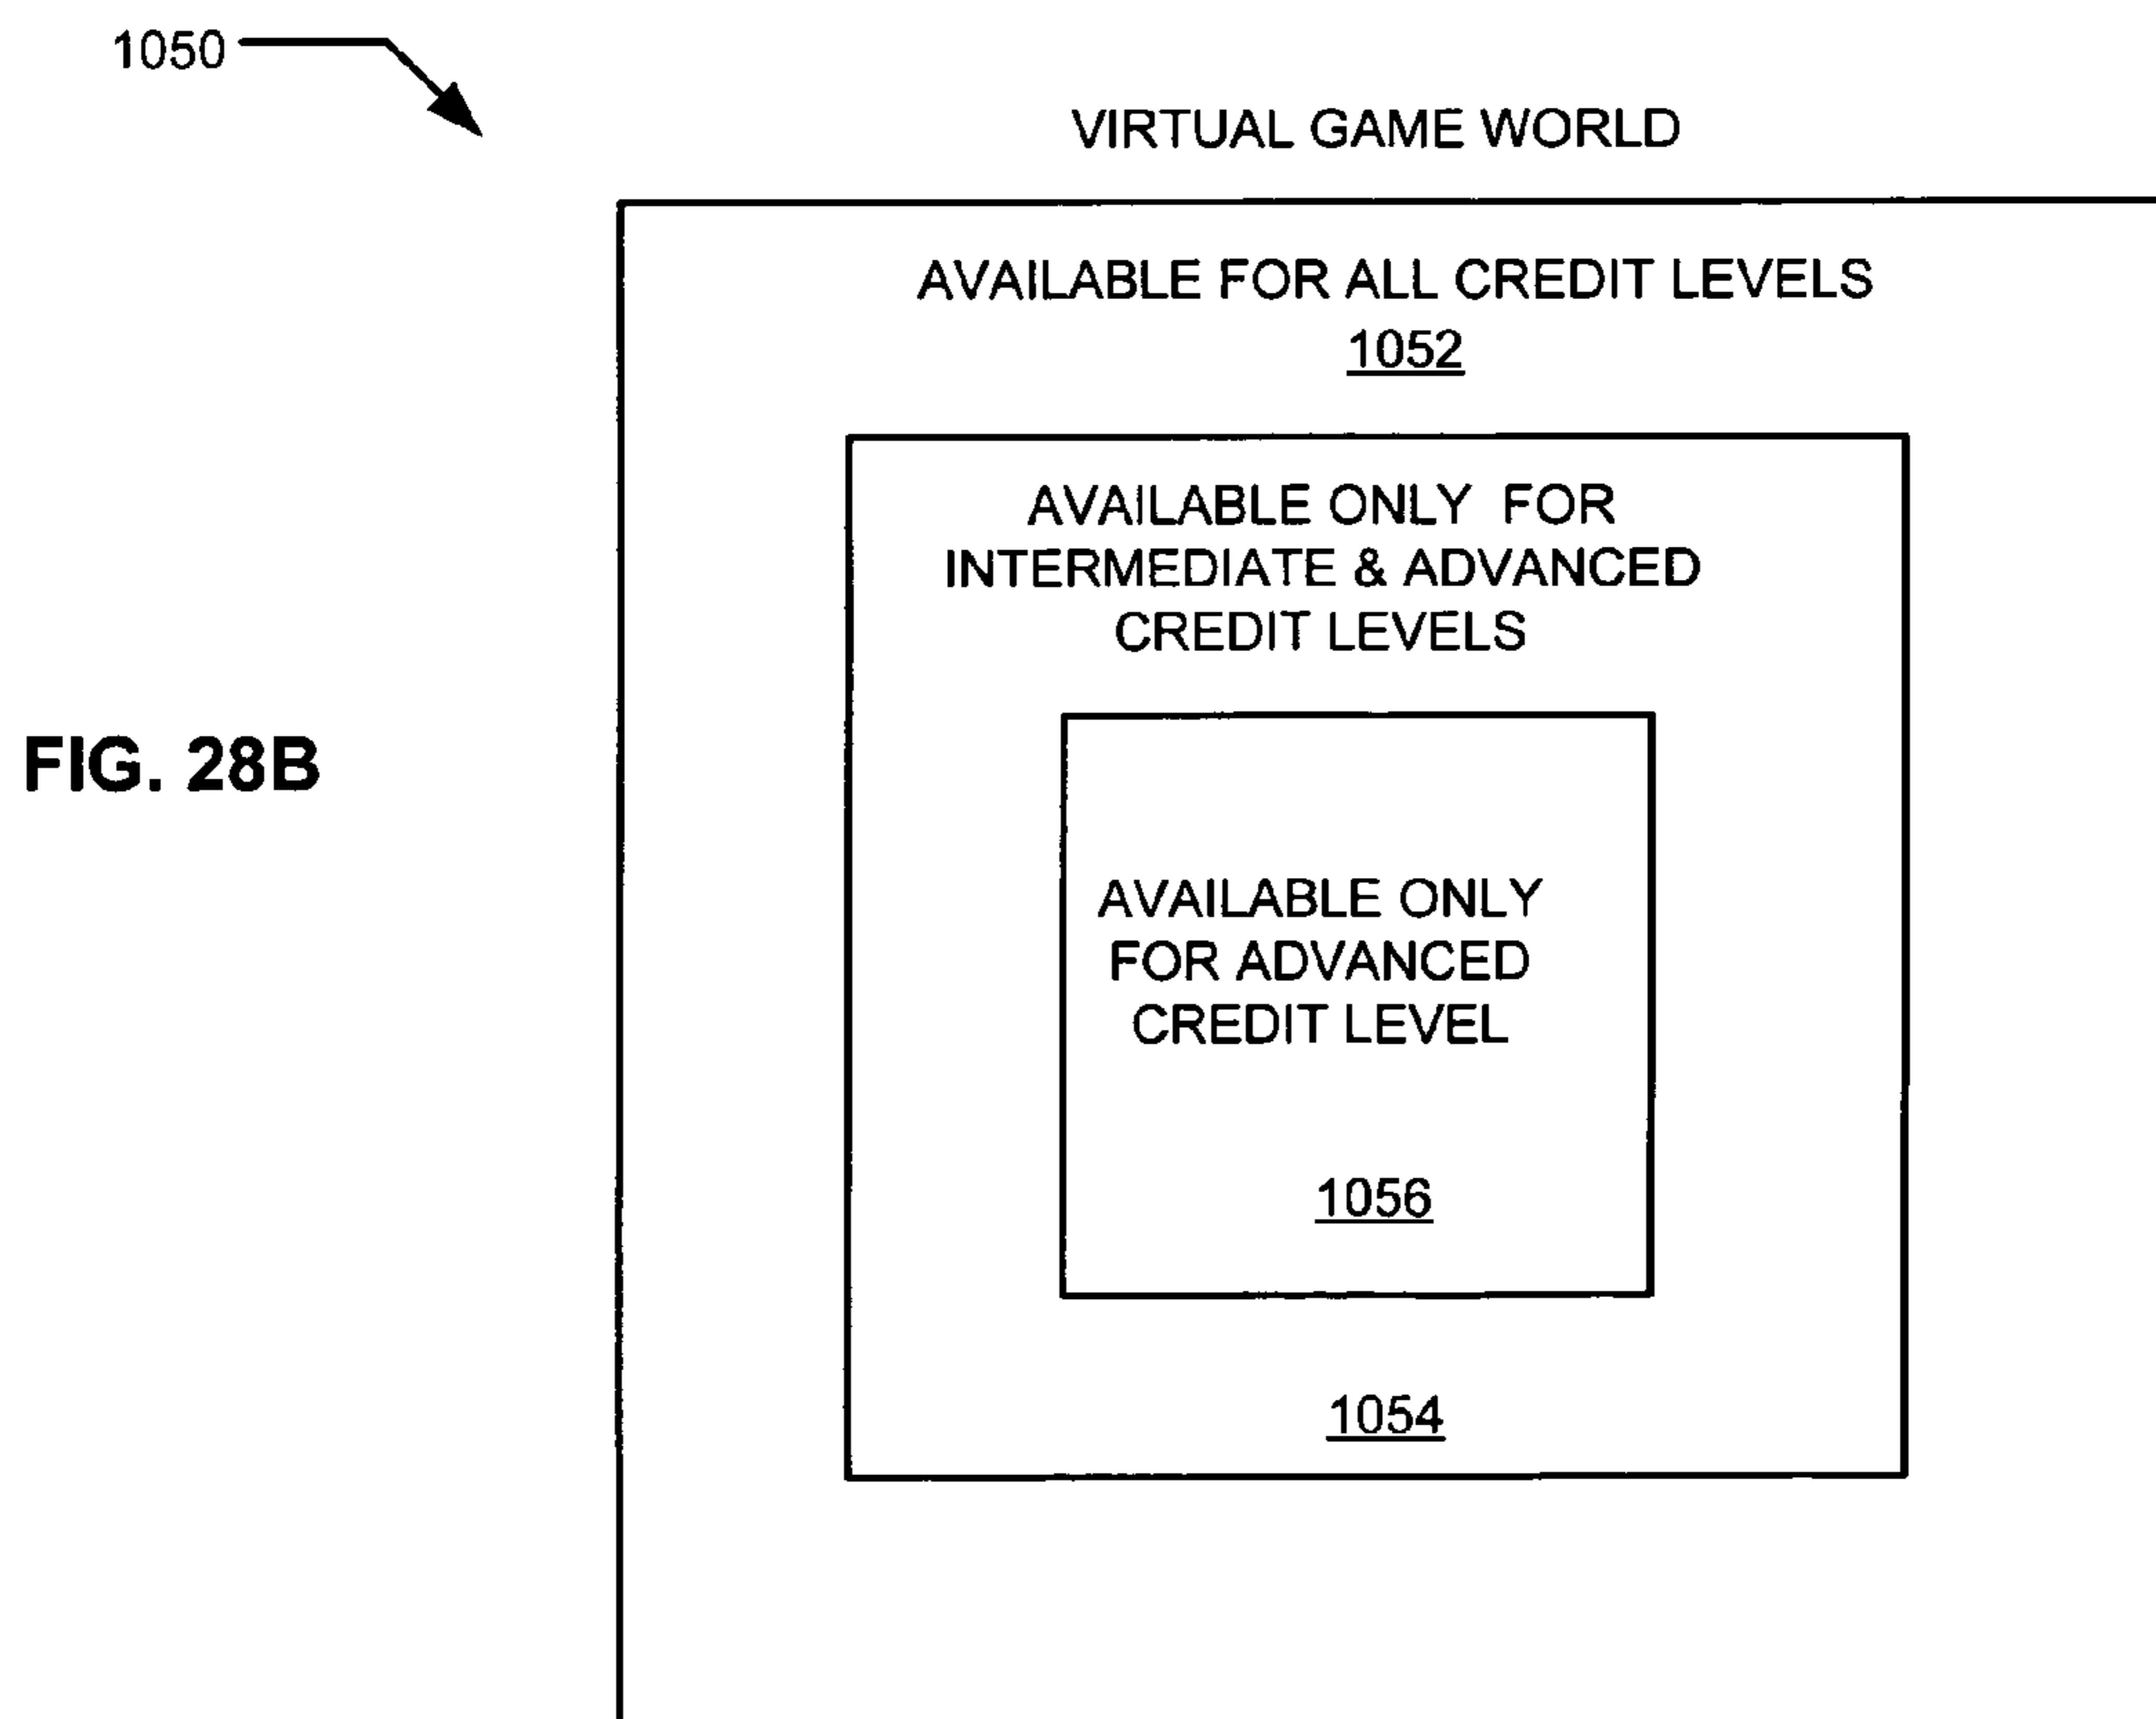 1050
VIRTUAL GAME WORLD
AVAILABLE FOR ALL CREDIT LEVELS
1052
AVAILABLE ONLY FOR
INTERMEDIATE & ADVANCED
CREDIT LEVELS
FIG. 28B
AVAILABLE ONLY
FOR ADVANCED
CREDIT LEVEL
1056
1054